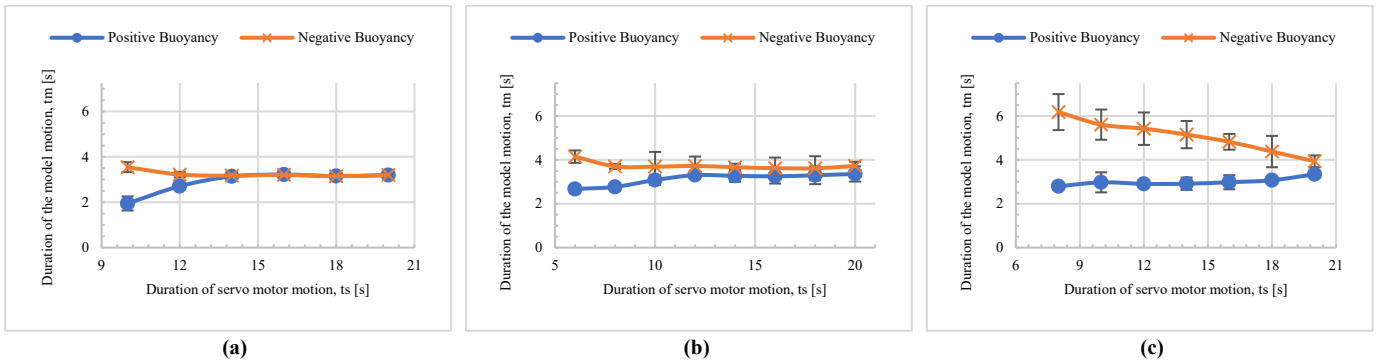 Positive Buoyancy Negative Buoyancy
Duration of the model motion, tm [s]
6
4
2
0
9 12 15 18 21
Duration of servo motor motion, ts [s]
(a)
Positive Buoyancy Negative Buoyancy
Duration of the model motion, tm [s]
6
4
2
0
5 10 15 20
Duration of servo motor motion, ts [s]
(b)
Positive Buoyancy Negative Buoyancy
Duration of the model motion, tm [s]
6
4
2
0
6 9 12 15 18 21
Duration of servo motor motion, ts [s]
(c)